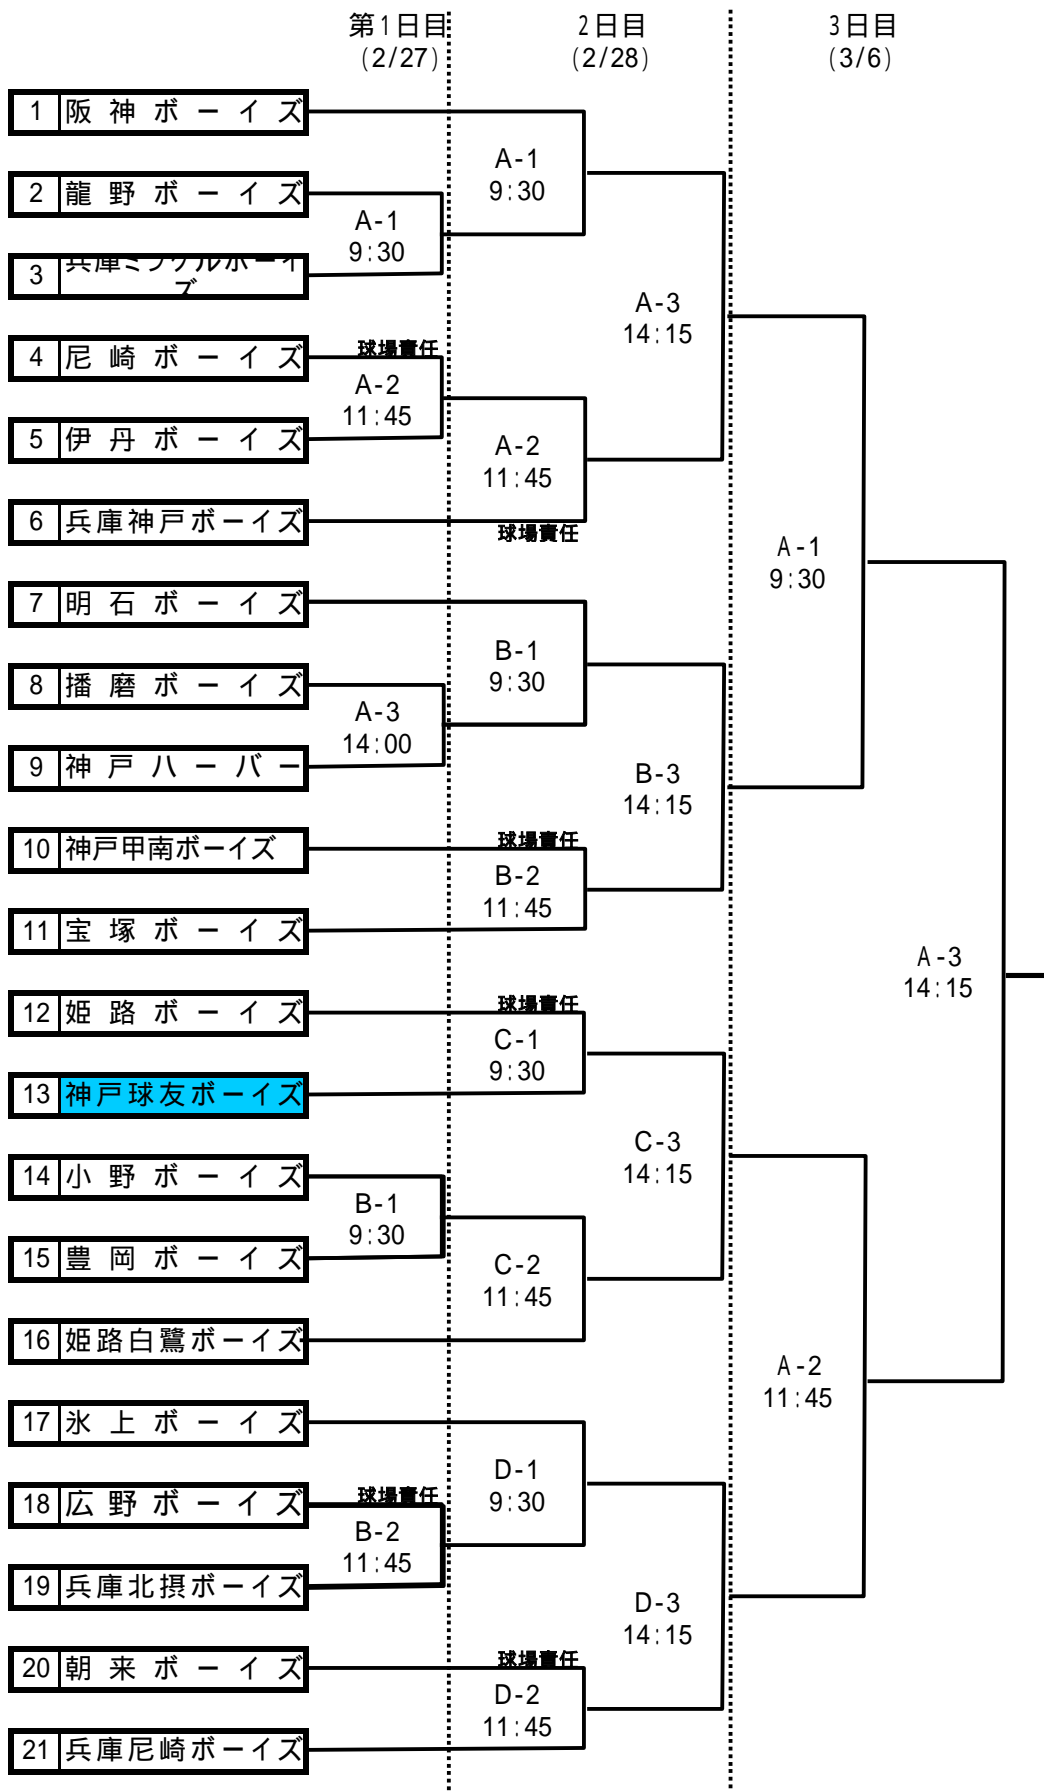 第1日目 2日目 3日目
(2/27) (2/28) (3/6)
1 阪神ボーイズ
A-1
9:30
2 龍野ボーイズ
A-1
9:30
3 兵庫ミラクルボーイズ
A-3
14:15
4 尼崎ボーイズ
球場責任
A-2
11:45
5 伊丹ボーイズ
A-2
11:45
6 兵庫神戸ボーイズ
球場責任
A-1
9:30
7 明石ボーイズ
B-1
9:30
8 播磨ボーイズ
A-3
14:00
9 神戸ハーバー
B-3
14:15
10 神戸甲南ボーイズ
球場責任
B-2
11:45
11 宝塚ボーイズ
A-3
14:15
12 姫路ボーイズ
球場責任
C-1
9:30
13 神戸球友ボーイズ
C-3
14:15
14 小野ボーイズ
B-1
9:30
15 豊岡ボーイズ
C-2
11:45
16 姫路白鷺ボーイズ
A-2
11:45
17 氷上ボーイズ
D-1
9:30
18 広野ボーイズ
球場責任
B-2
11:45
19 兵庫北摂ボーイズ
D-3
14:15
20 朝来ボーイズ
球場責任
D-2
11:45
21 兵庫尼崎ボーイズ